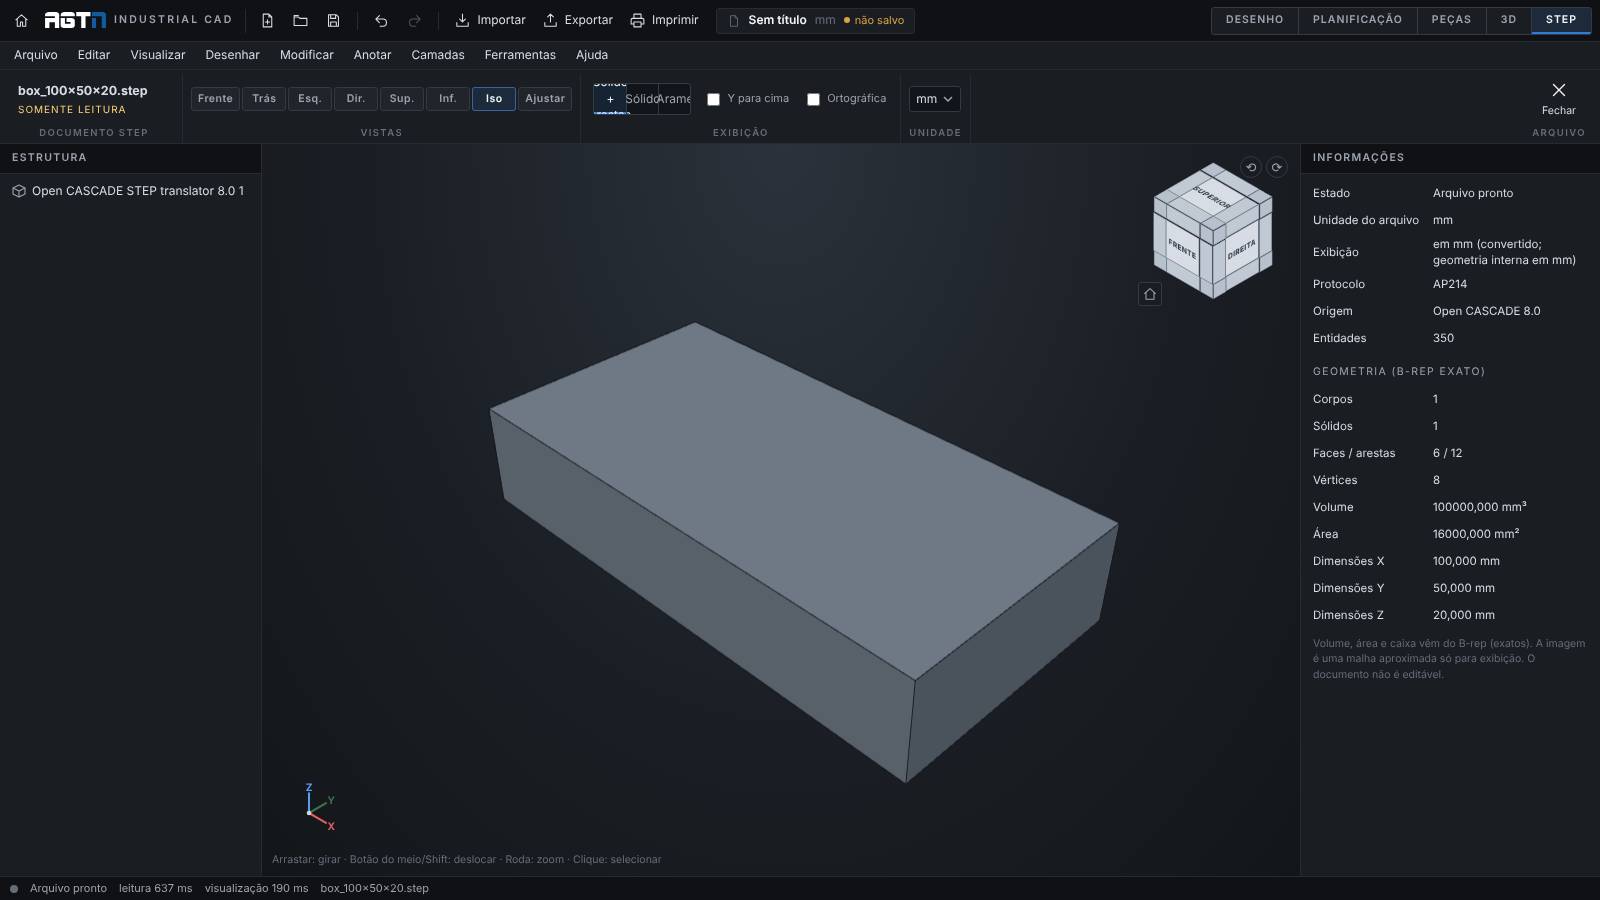 AGTM INDUSTRIAL CAD
Importar
Exportar
Imprimir
Sem título mm não salvo
DESENHO
PLANIFICAÇÃO
PEÇAS
3D
STEP
Arquivo
Editar
Visualizar
Desenhar
Modificar
Anotar
Camadas
Ferramentas
Ajuda
box_100×50×20.step
SOMENTE LEITURA
DOCUMENTO STEP
Frente
Trás
Esq.
Dir.
Sup.
Inf.
Iso
Ajustar
VISTAS
+
Sólido
Arame
Y para cima
Ortográfica
EXIBIÇÃO
mm
UNIDADE
Fechar
ARQUIVO
ESTRUTURA
Open CASCADE STEP translator 8.0 1
SUPERIOR
FRENTE
DIREITA
Z
Y
X
Arrastar: girar · Botão do meio/Shift: deslocar · Roda: zoom · Clique: selecionar
INFORMAÇÕES
Estado Arquivo pronto
Unidade do arquivo mm
Exibição em mm (convertido;
geometria interna em mm)
Protocolo AP214
Origem Open CASCADE 8.0
Entidades 350
GEOMETRIA (B-REP EXATO)
Corpos 1
Sólidos 1
Faces / arestas 6 / 12
Vértices 8
Volume 100000,000 mm³
Área 16000,000 mm²
Dimensões X 100,000 mm
Dimensões Y 50,000 mm
Dimensões Z 20,000 mm
Volume, área e caixa vêm do B-rep (exatos). A imagem
é uma malha aproximada só para exibição. O
documento não é editável.
Arquivo pronto leitura 637 ms visualização 190 ms box_100×50×20.step